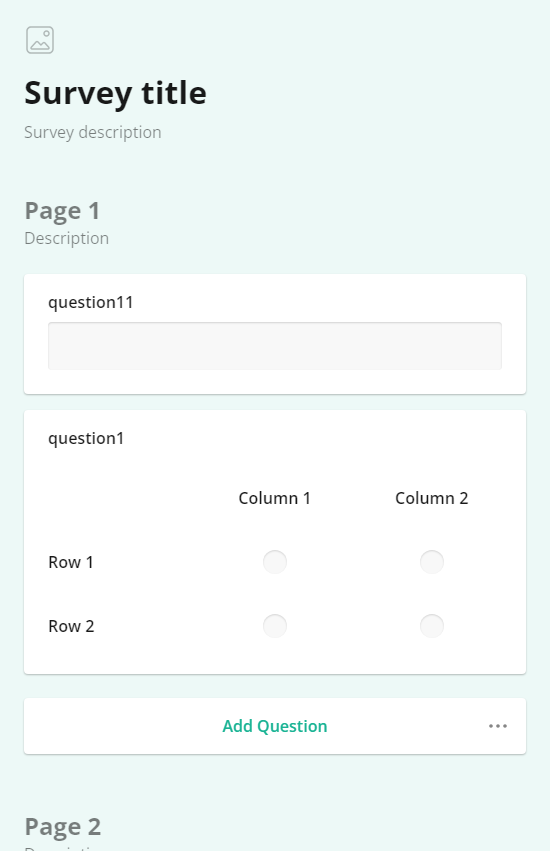 Survey title
Survey description
Page 1
Description
question11
question1
Column 1 Column 2
Row 1
Row 2
Add Question
Page 2